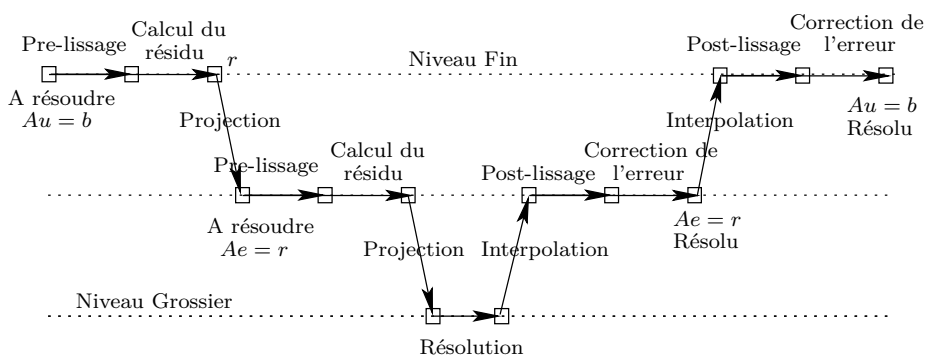 Pre-lissage
Calcul du
résidu
r
Niveau Fin
Post-lissage
Correction de
l'erreur
A résoudre
Au = b
Projection
Interpolation
Au = b
Résolu
Pre-lissage
Calcul du
résidu
Post-lissage
Correction de
l'erreur
A résoudre
Ae = r
Projection
Interpolation
Ae = r
Résolu
Niveau Grossier
Résolution